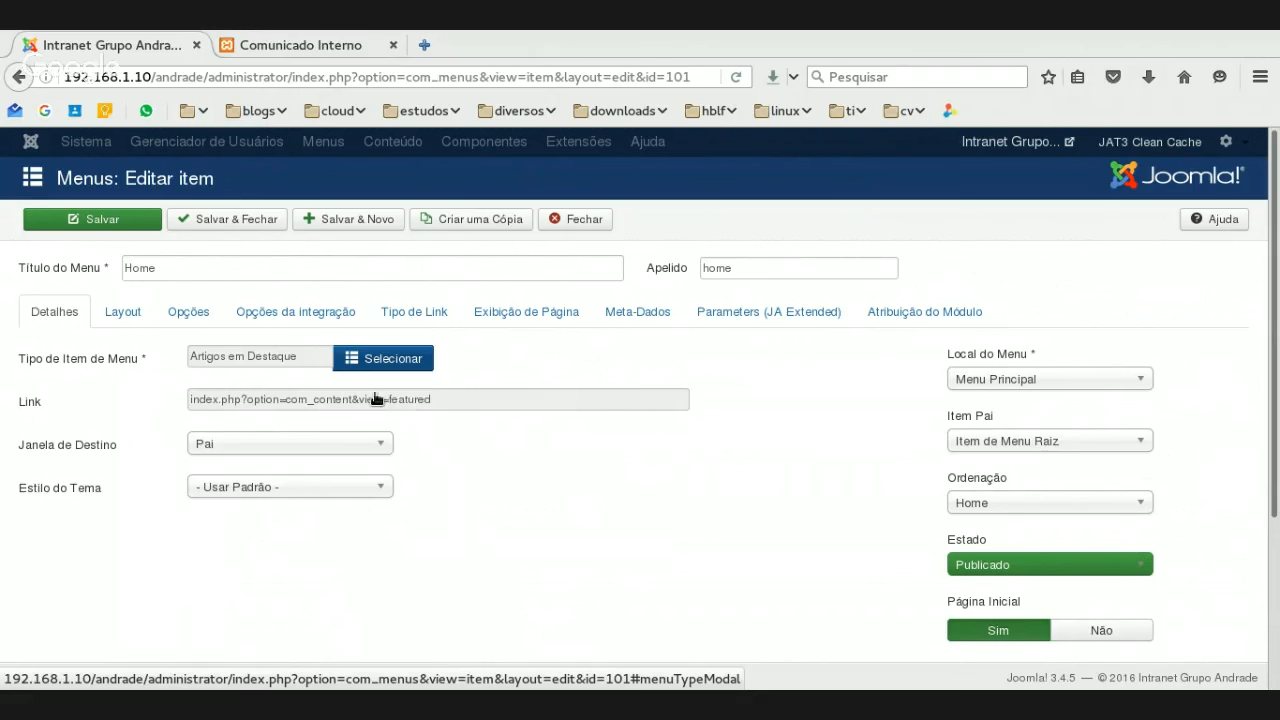 Intranet Grupo Andra...
Comunicado Interno
Google
192.168.1.10/andrade/administrator/index.php?option=com_menus&view=item&layout=edit&id=101
Pesquisar
blogs
cloud
estudos
diversos
downloads
hblf
linux
ti
cv
Sistema Gerenciador de Usuários Menus Conteúdo Componentes Extensões Ajuda
Intranet Grupo... JAT3 Clean Cache
Menus: Editar item
Joomla!®
Salvar Salvar & Fechar Salvar & Novo Criar uma Cópia Fechar Ajuda
Título do Menu * Home Apelido home
Detalhes Layout Opções Opções da integração Tipo de Link Exibição de Página Meta-Dados Parameters (JA Extended) Atribuição do Módulo
Tipo de Item de Menu * Artigos em Destaque Selecionar
Link index.php?option=com_content&view=featured
Janela de Destino Pai
Estilo do Tema - Usar Padrão -
Local do Menu *
Menu Principal
Item Pai
Item de Menu Raiz
Ordenação
Home
Estado
Publicado
Página Inicial
Sim Não
192.168.1.10/andrade/administrator/index.php?option=com_menus&view=item&layout=edit&id=101#menuTypeModal
Joomla! 3.4.5 — © 2016 Intranet Grupo Andrade